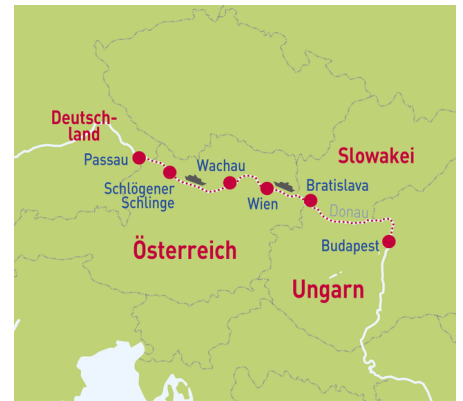 Deutsch-
land
Passau
Schlögener
Schlinge
Wachau
Wien
Slowakei
Bratislava
Donau
Budapest
Österreich
Ungarn